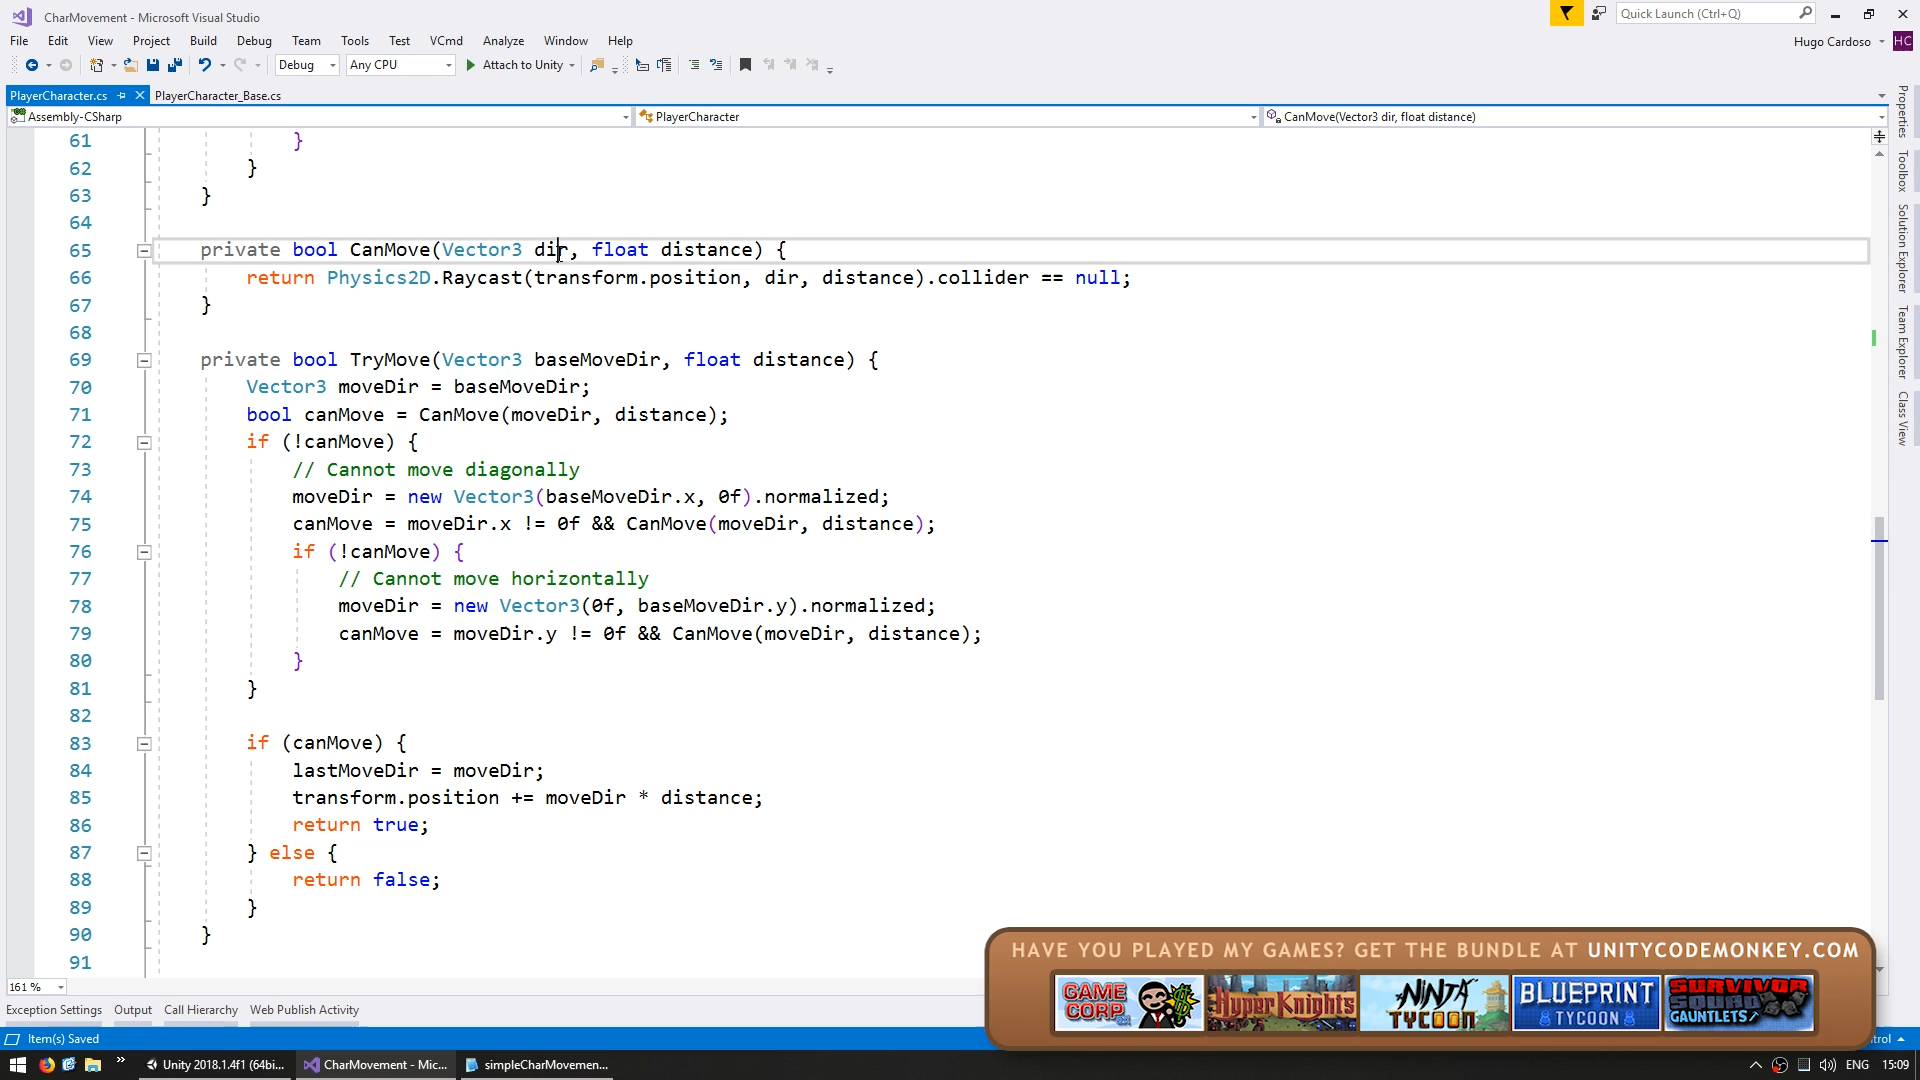 CharMovement - Microsoft Visual Studio
Quick Launch (Ctrl+Q)
File Edit View Project Build Debug Team Tools Test VCmd Analyze Window Help
Hugo Cardoso
HC
Debug Any CPU Attach to Unity
PlayerCharacter.cs PlayerCharacter_Base.cs
Assembly-CSharp PlayerCharacter CanMove(Vector3 dir, float distance)
61 }
62 }
63 }
64
65 private bool CanMove(Vector3 dir, float distance) {
66 return Physics2D.Raycast(transform.position, dir, distance).collider == null;
67 }
68
69 private bool TryMove(Vector3 baseMoveDir, float distance) {
70 Vector3 moveDir = baseMoveDir;
71 bool canMove = CanMove(moveDir, distance);
72 if (!canMove) {
73 // Cannot move diagonally
74 moveDir = new Vector3(baseMoveDir.x, 0f).normalized;
75 canMove = moveDir.x != 0f && CanMove(moveDir, distance);
76 if (!canMove) {
77 // Cannot move horizontally
78 moveDir = new Vector3(0f, baseMoveDir.y).normalized;
79 canMove = moveDir.y != 0f && CanMove(moveDir, distance);
80 }
81 }
82
83 if (canMove) {
84 lastMoveDir = moveDir;
85 transform.position += moveDir * distance;
86 return true;
87 } else {
88 return false;
89 }
90 }
91
Properties
Toolbox
Solution Explorer
Team Explorer
Class View
161 %
Exception Settings Output Call Hierarchy Web Publish Activity
HAVE YOU PLAYED MY GAMES? GET THE BUNDLE AT UNITYCODEMONKEY.COM
GAME CORP DX
HYPER KNIGHTS
NINJA TYCOON
BLUEPRINT TYCOON
SURVIVOR SQUAD GAUNTLETS
Item(s) Saved
Unity 2018.1.4f1 (64bi... CharMovement - Mic... simpleCharMovemen...
ENG 15:09